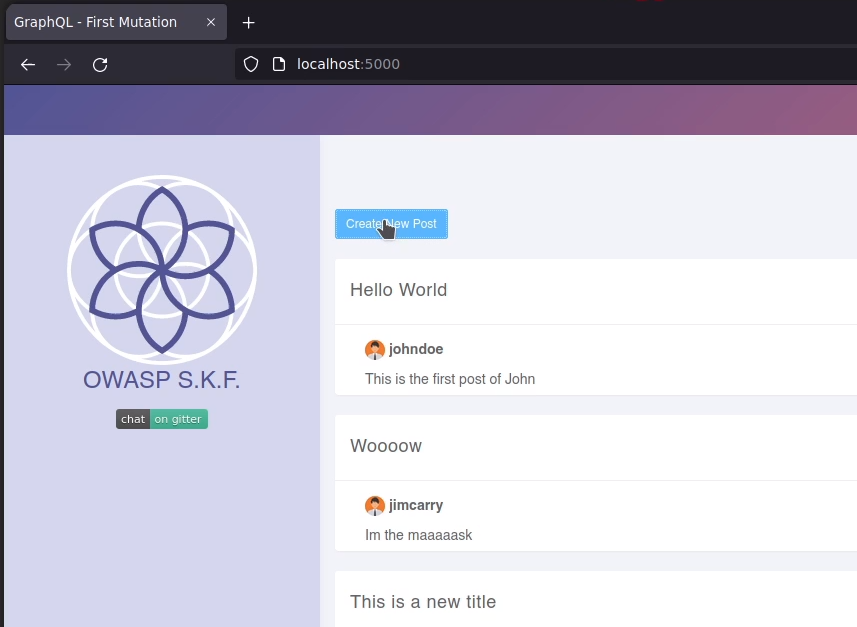 GraphQL - First Mutation
localhost:5000
Create New Post
OWASP S.K.F.
chat on gitter
Hello World
johndoe
This is the first post of John
Woooow
jimcarry
Im the maaaaask
This is a new title